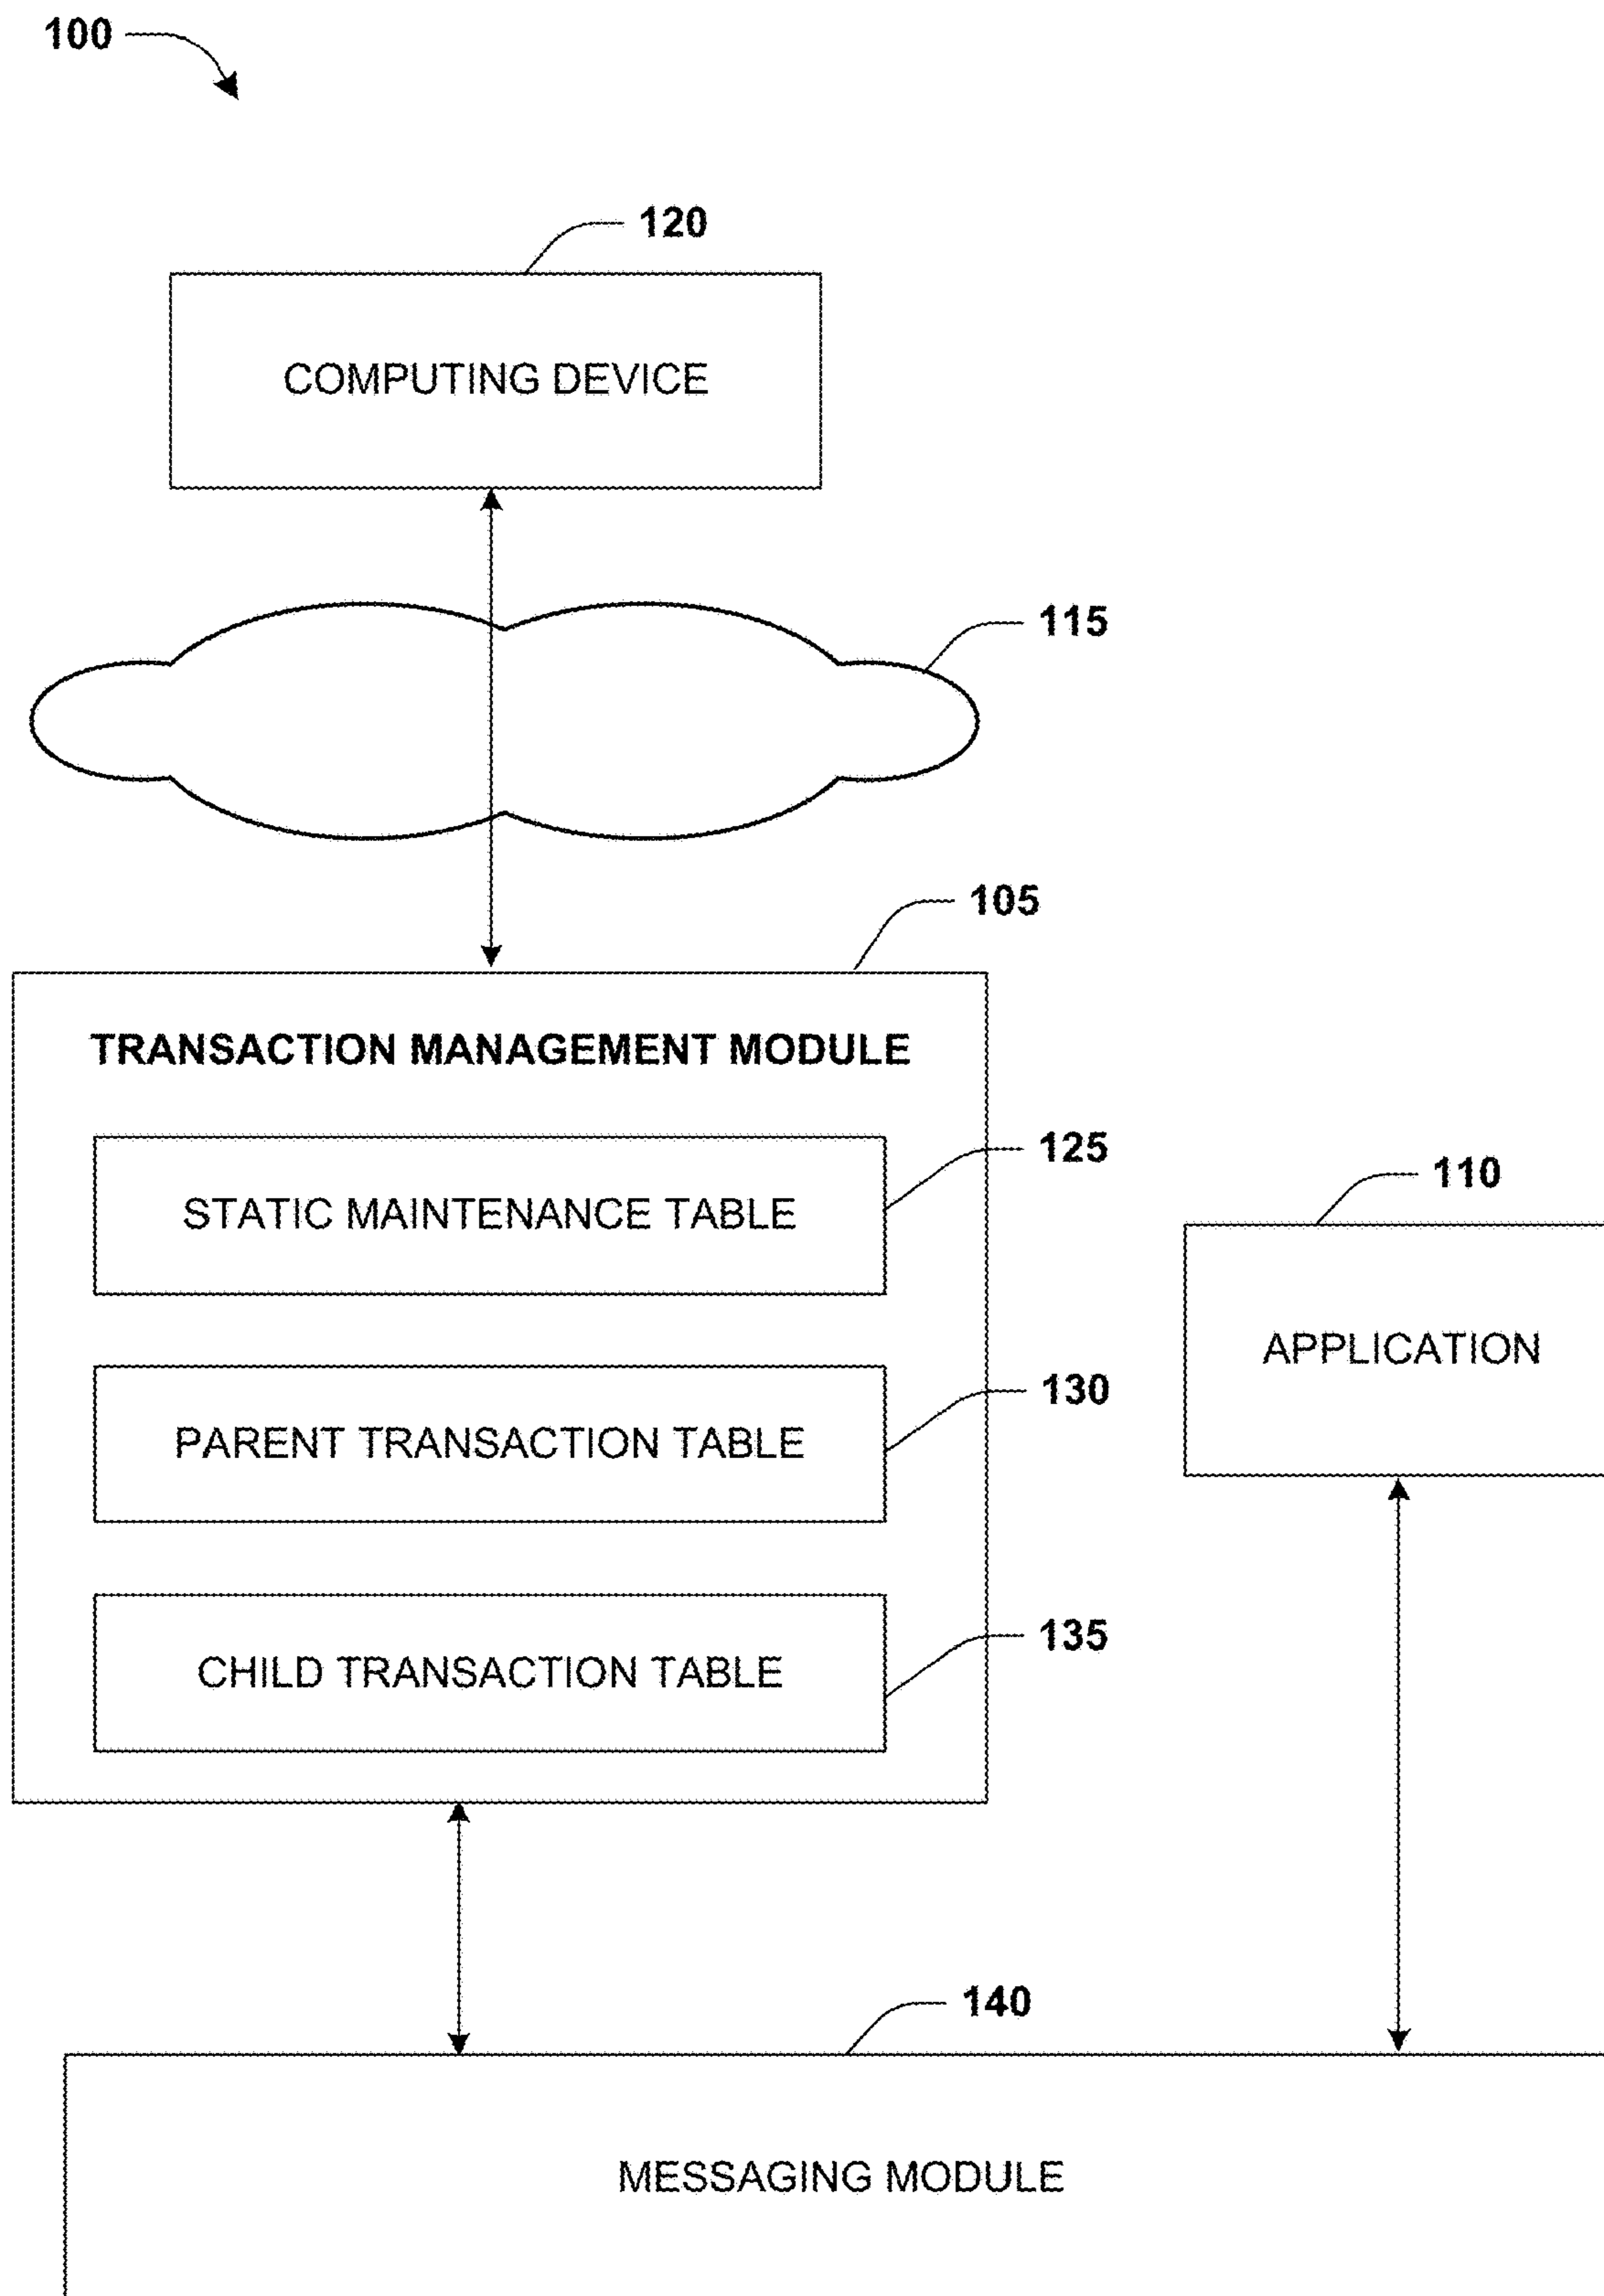 100
120
COMPUTING DEVICE
115
105
TRANSACTION MANAGEMENT MODULE
125
STATIC MAINTENANCE TABLE
110
APPLICATION
130
PARENT TRANSACTION TABLE
135
CHILD TRANSACTION TABLE
140
MESSAGING MODULE